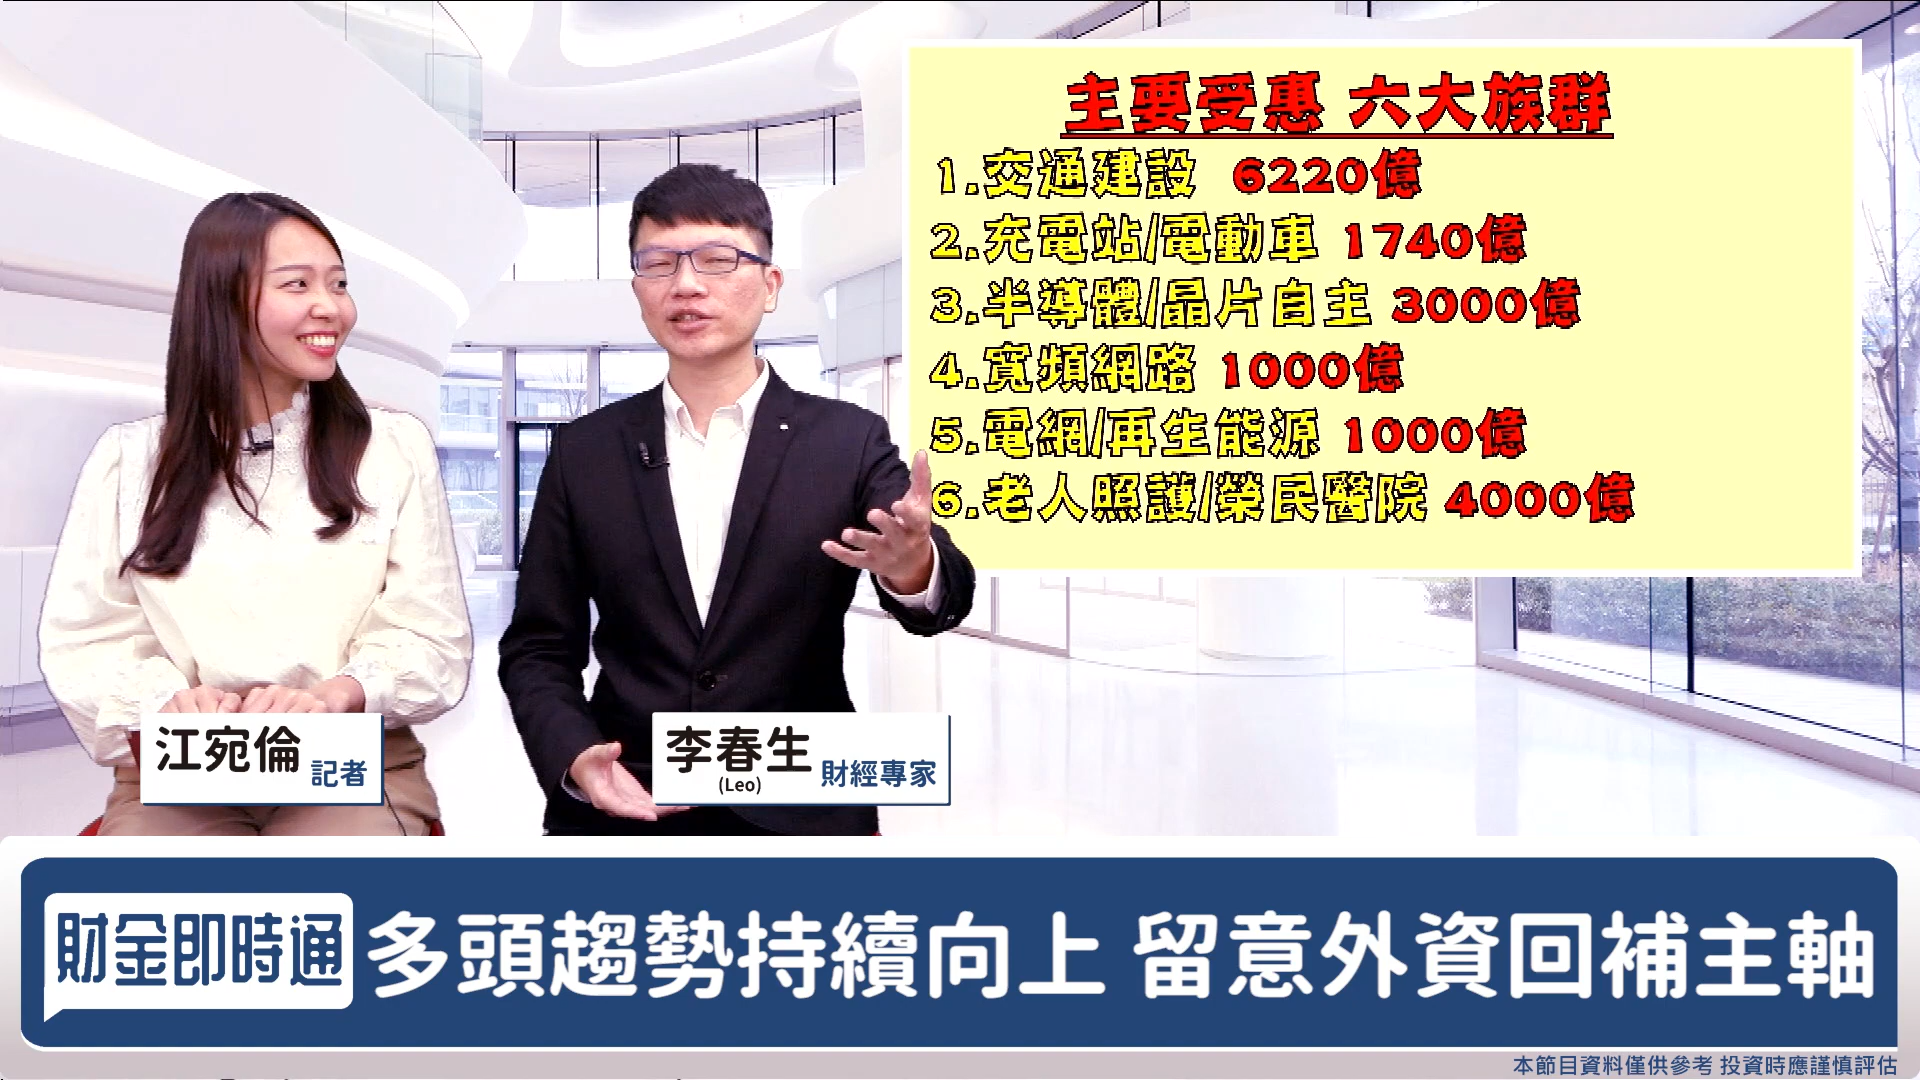 主要受惠 六大族群
1.交通建設 6220億
2.充電站/電動車 1740億
3.半導體/晶片自主 3000億
4.寬頻網路 1000億
5.電網/再生能源 1000億
6.老人照護/榮民醫院 4000億
江宛倫 記者
李春生 財經專家
(Leo)
財金即時通 多頭趨勢持續向上 留意外資回補主軸
本節目資料僅供參考 投資時應謹慎評估